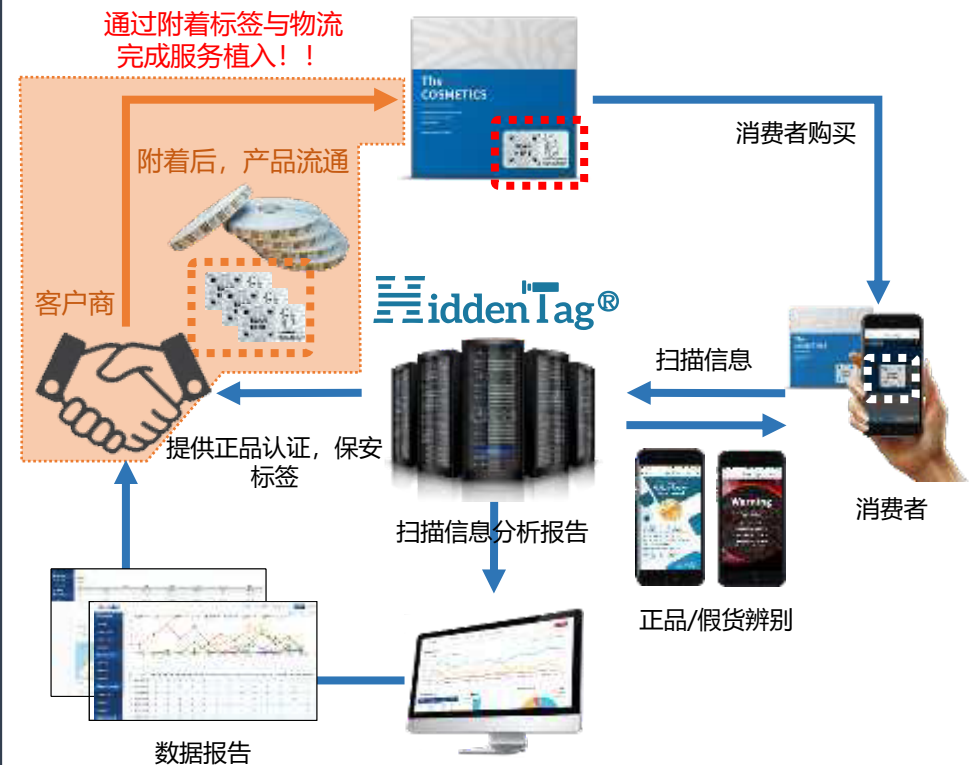 通过附着标签与物流
完成服务植入！！
The
COSMETICS
消费者购买
附着后，产品流通
客户商
HiddenTag®
扫描信息
提供正品认证，保安
标签
Warning
消费者
扫描信息分析报告
正品/假货辨别
数据报告